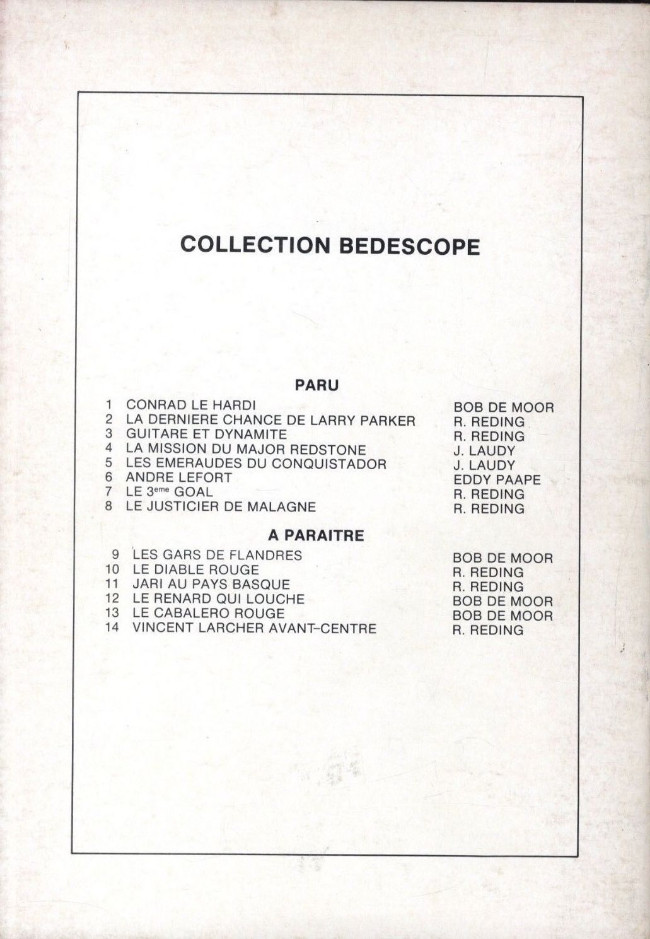 COLLECTION BEDESCOPE
PARU
1 CONRAD LE HARDI BOB DE MOOR
2 LA DERNIERE CHANCE DE LARRY PARKER R. REDING
3 GUITARE ET DYNAMITE R. REDING
4 LA MISSION DU MAJOR REDSTONE J. LAUDY
5 LES EMERAUDES DU CONQUISTADOR J. LAUDY
6 ANDRE LEFORT EDDY PAAPE
7 LE 3eme GOAL R. REDING
8 LE JUSTICIER DE MALAGNE R. REDING
A PARAITRE
9 LES GARS DE FLANDRES BOB DE MOOR
10 LE DIABLE ROUGE R. REDING
11 JARI AU PAYS BASQUE R. REDING
12 LE RENARD QUI LOUCHE BOB DE MOOR
13 LE CABALERO ROUGE BOB DE MOOR
14 VINCENT LARCHER AVANT-CENTRE R. REDING